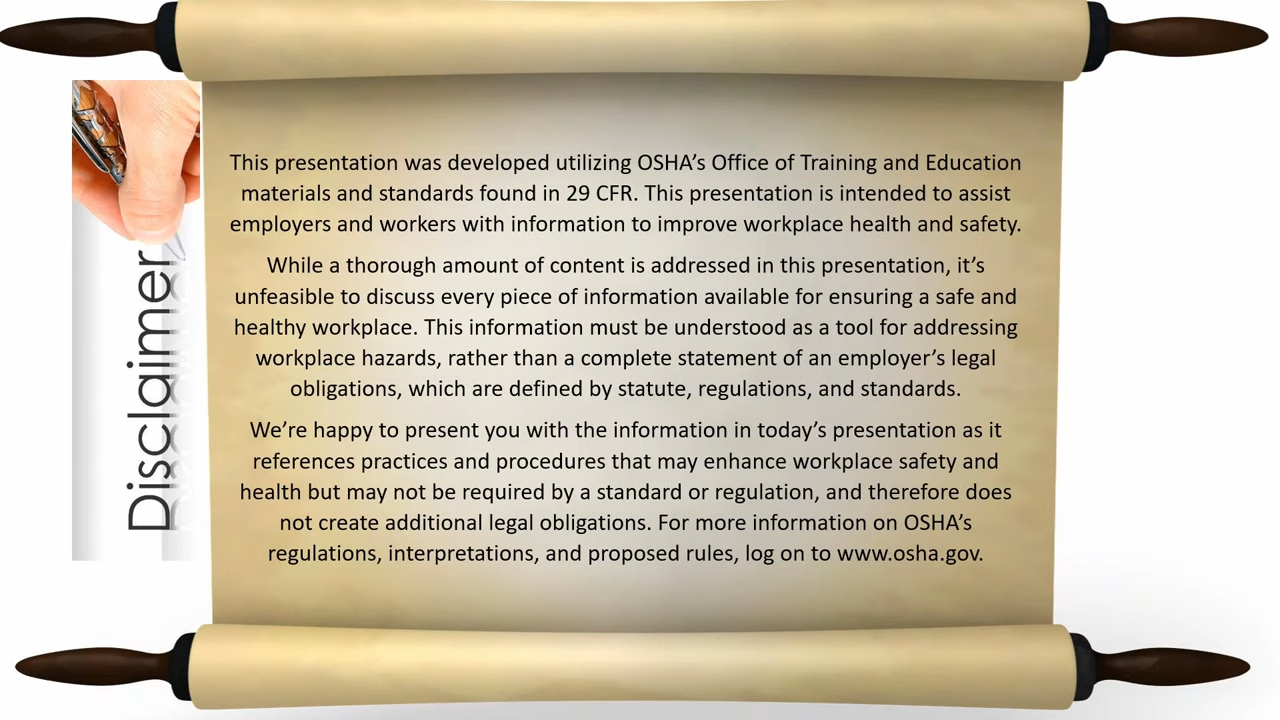 Disclaimer
This presentation was developed utilizing OSHA’s Office of Training and Education
materials and standards found in 29 CFR. This presentation is intended to assist
employers and workers with information to improve workplace health and safety.
While a thorough amount of content is addressed in this presentation, it’s
unfeasible to discuss every piece of information available for ensuring a safe and
healthy workplace. This information must be understood as a tool for addressing
workplace hazards, rather than a complete statement of an employer’s legal
obligations, which are defined by statute, regulations, and standards.
We’re happy to present you with the information in today’s presentation as it
references practices and procedures that may enhance workplace safety and
health but may not be required by a standard or regulation, and therefore does
not create additional legal obligations. For more information on OSHA’s
regulations, interpretations, and proposed rules, log on to www.osha.gov.